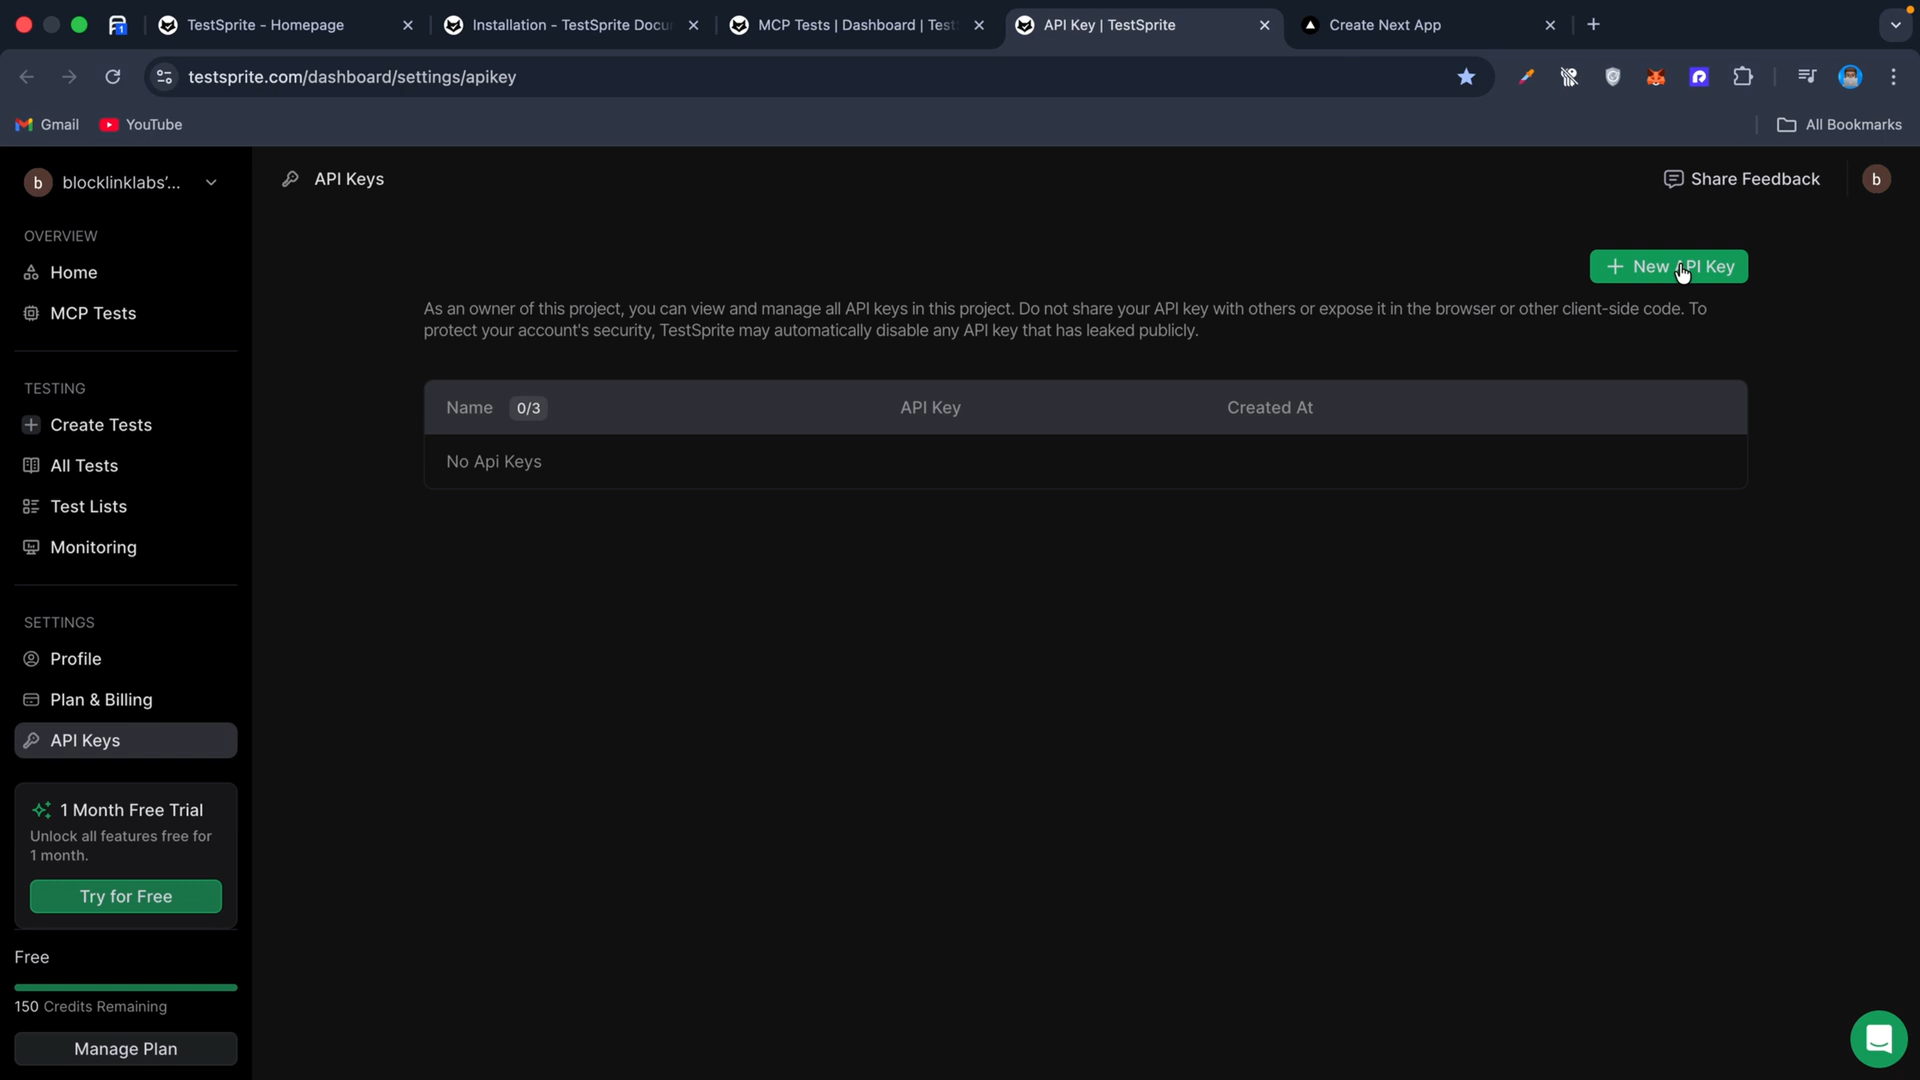 TestSprite - Homepage
Installation - TestSprite Docu
MCP Tests | Dashboard | Test
API Key | TestSprite
Create Next App
1
testsprite.com/dashboard/settings/apikey
Gmail
YouTube
All Bookmarks
b
blocklinklabs'...
API Keys
Share Feedback
b
OVERVIEW
Home
MCP Tests
New API Key
As an owner of this project, you can view and manage all API keys in this project. Do not share your API key with others or expose it in the browser or other client-side code. To
protect your account's security, TestSprite may automatically disable any API key that has leaked publicly.
TESTING
Create Tests
All Tests
Test Lists
Monitoring
Name 0/3 API Key Created At
No Api Keys
SETTINGS
Profile
Plan & Billing
API Keys
1 Month Free Trial
Unlock all features free for
1 month.
Try for Free
Free
150 Credits Remaining
Manage Plan